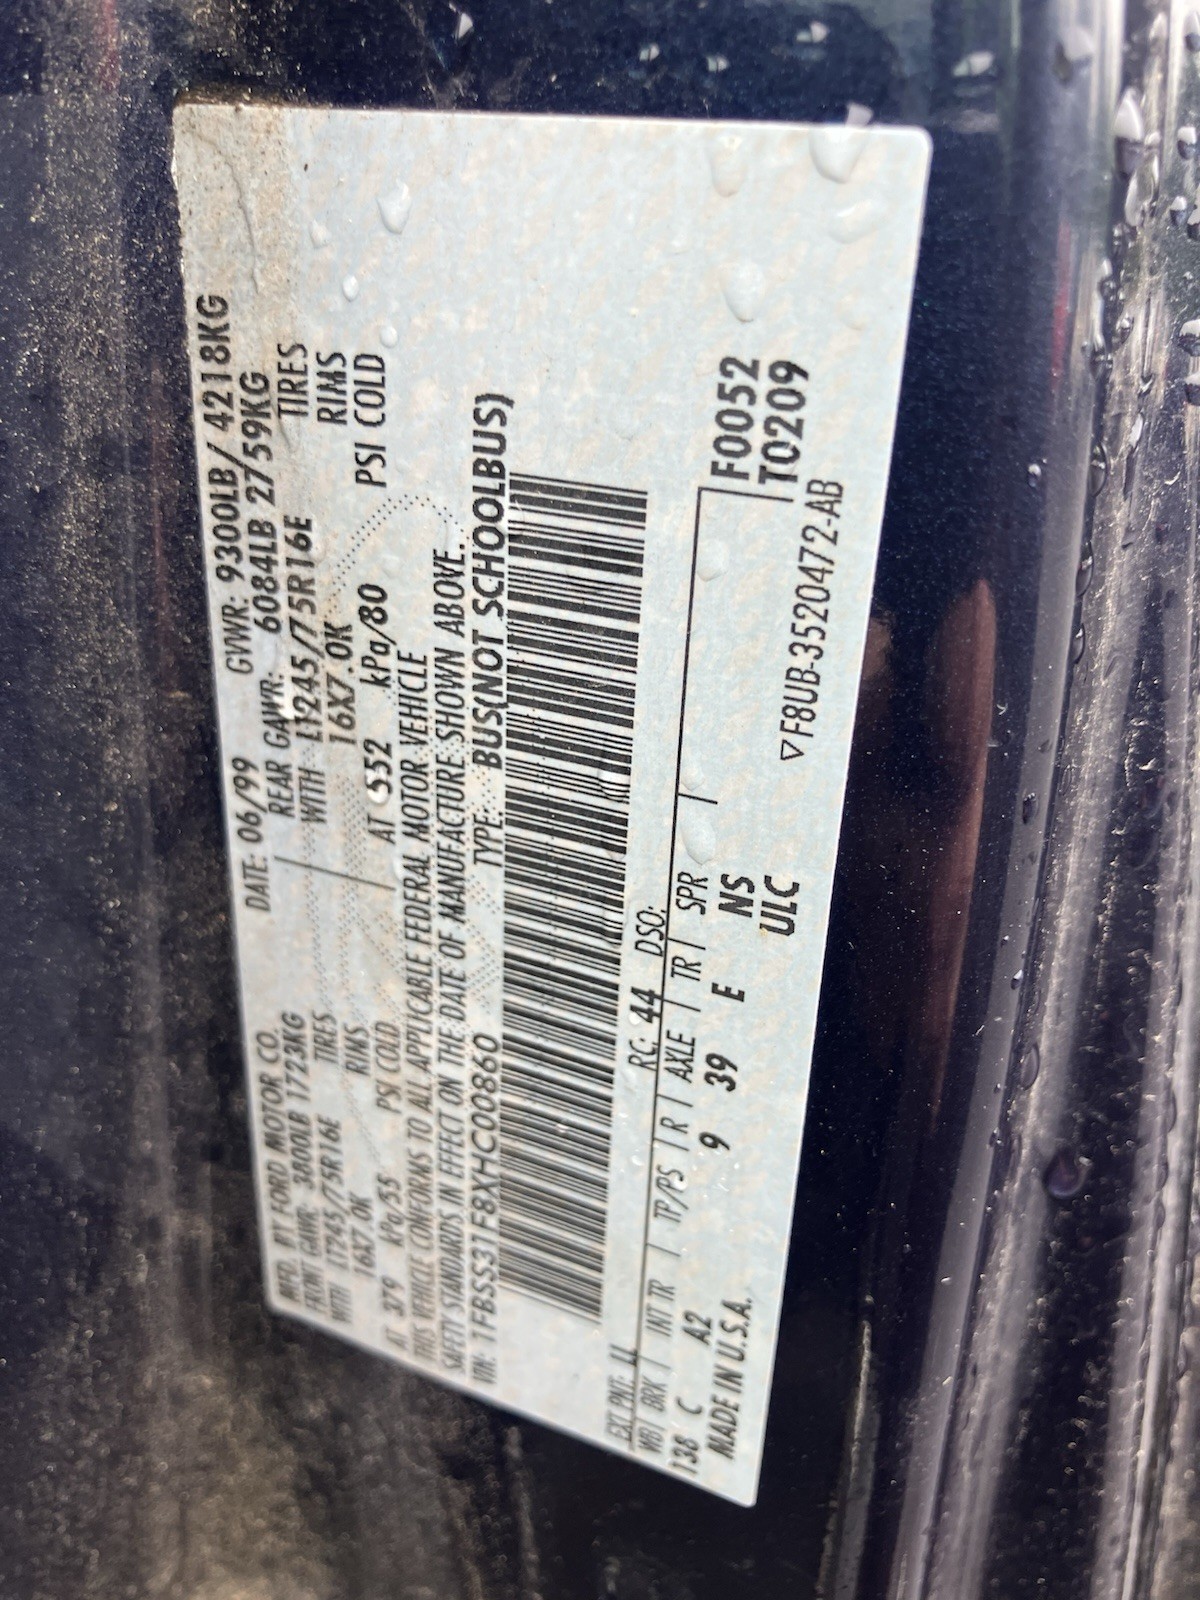 MFD. BY FORD MOTOR CO. DATE: 06/99 GVWR: 9300LB/ 4218KG
FRONT GAWR: 3800LB 1723KG REAR GAWR: 6084LB 2759KG
WITH LT245/75R16E TIRES WITH LT245/75R16E TIRES
16X7.0K RIMS 16X7.0K RIMS
AT 379 kPa/55 PSI COLD AT 552 kPa/80 PSI COLD
THIS VEHICLE CONFORMS TO ALL APPLICABLE FEDERAL MOTOR VEHICLE
SAFETY STANDARDS IN EFFECT ON THE DATE OF MANUFACTURE SHOWN ABOVE.
VIN: 1FBSS31F8XHC00860 TYPE: BUS(NOT SCHOOLBUS)
EXT PNT: LL RC: 44 DSO:
WB | BRK | INT TR | TP/PS | R | AXLE | TR | SPR | F0052
138 C A2 9 39 E NS T0209
MADE IN U.S.A. ULC
▽F8UB-3520472-AB